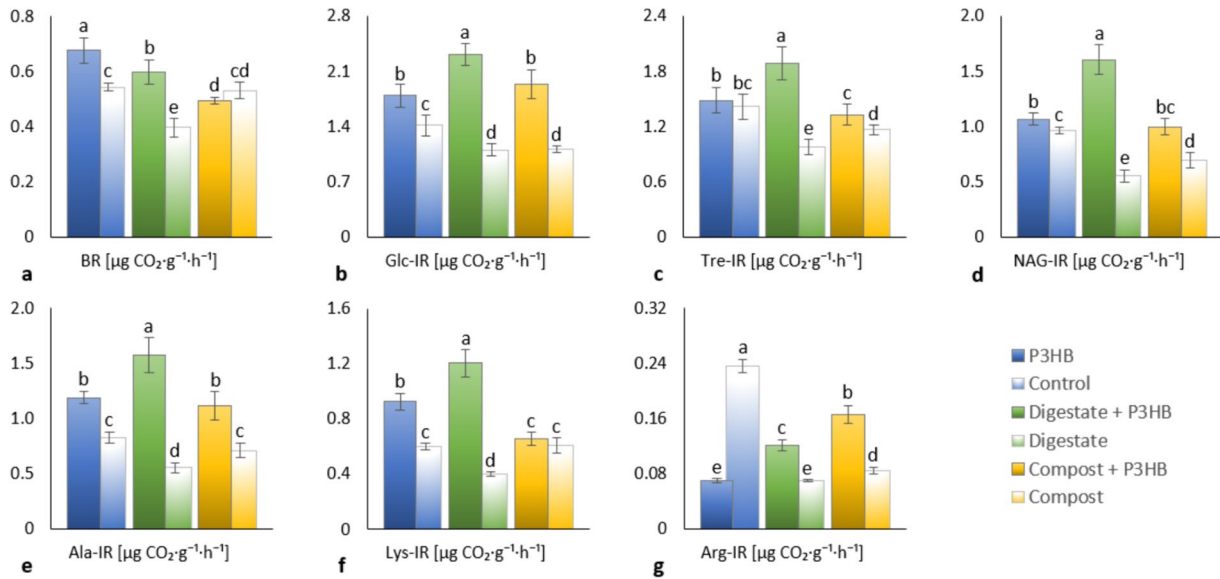 0.8
0.6
0.4
0.2
0
a
c
b
e
d
cd
a
BR [µg CO₂·g⁻¹·h⁻¹]
2.8
2.1
1.4
0.7
0
b
c
a
d
b
d
b
Glc-IR [µg CO₂·g⁻¹·h⁻¹]
2.4
1.8
1.2
0.6
0
b
bc
a
e
c
d
c
Tre-IR [µg CO₂·g⁻¹·h⁻¹]
2.0
1.5
1.0
0.5
0
b
c
a
e
bc
d
d
NAG-IR [µg CO₂·g⁻¹·h⁻¹]
2.0
1.5
1.0
0.5
0
b
c
a
d
b
c
e
Ala-IR [µg CO₂·g⁻¹·h⁻¹]
1.6
1.2
0.8
0.4
0
b
c
a
d
c
c
f
Lys-IR [µg CO₂·g⁻¹·h⁻¹]
0.32
0.24
0.16
0.08
0
e
a
c
e
b
d
g
Arg-IR [µg CO₂·g⁻¹·h⁻¹]
P3HB
Control
Digestate + P3HB
Digestate
Compost + P3HB
Compost